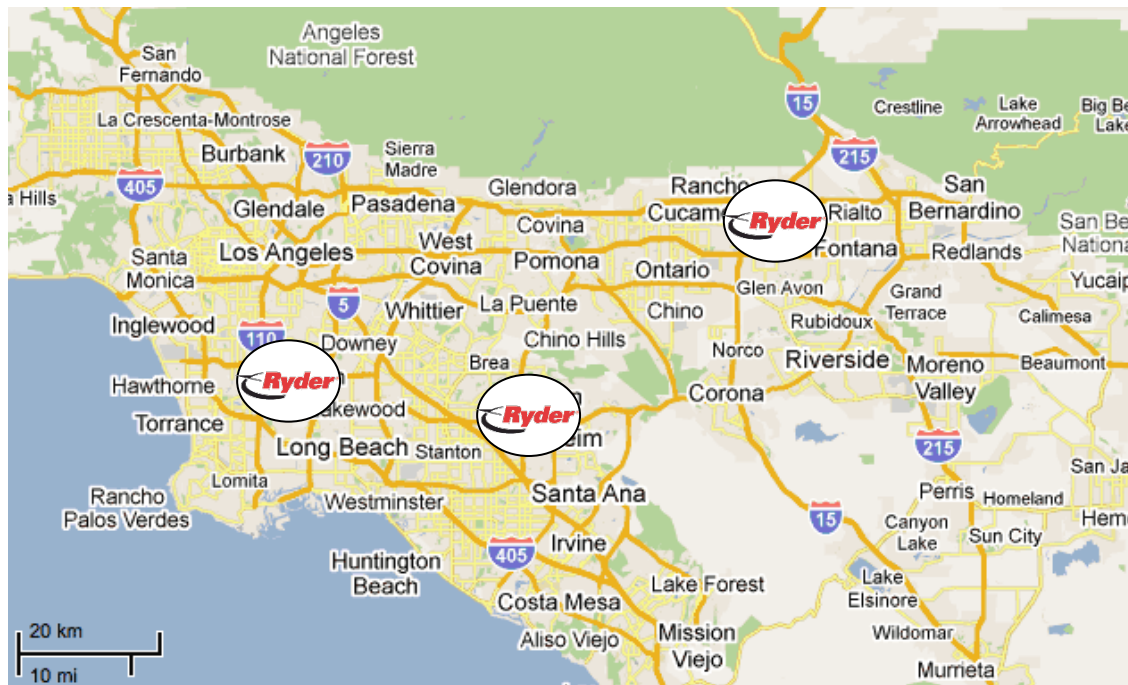 Angeles
National Forest
San
Fernando
La Crescenta-Montrose
Burbank
210
Sierra
Madre
15
Crestline
Lake
Arrowhead
Big Be
Lake
215
405
a Hills
Glendale
Pasadena
Glendora
Rancho
Cucam
Ryder
Rialto
San
Bernardino
San Be
Nationa
Los Angeles
West
Covina
Covina
Pomona
Ontario
Fontana
Redlands
Yucaip
Santa
Monica
5
Whittier
La Puente
Chino
Glen Avon
Grand
Terrace
Calimesa
Inglewood
110
Downey
Brea
Chino Hills
Norco
Rubidoux
Riverside
Moreno
Valley
Beaumont
Hawthorne
Ryder
akewood
Ryder
eim
Corona
Torrance
Long Beach
Stanton
215
Lomita
Rancho
Palos Verdes
Westminster
Santa Ana
15
Perris
Homeland
San Ja
Heme
Canyon
Lake
Sun City
Huntington
Beach
405
Irvine
Lake Forest
Lake
Elsinore
Costa Mesa
Aliso Viejo
Mission
Viejo
Wildomar
Murrieta
20 km
10 mi